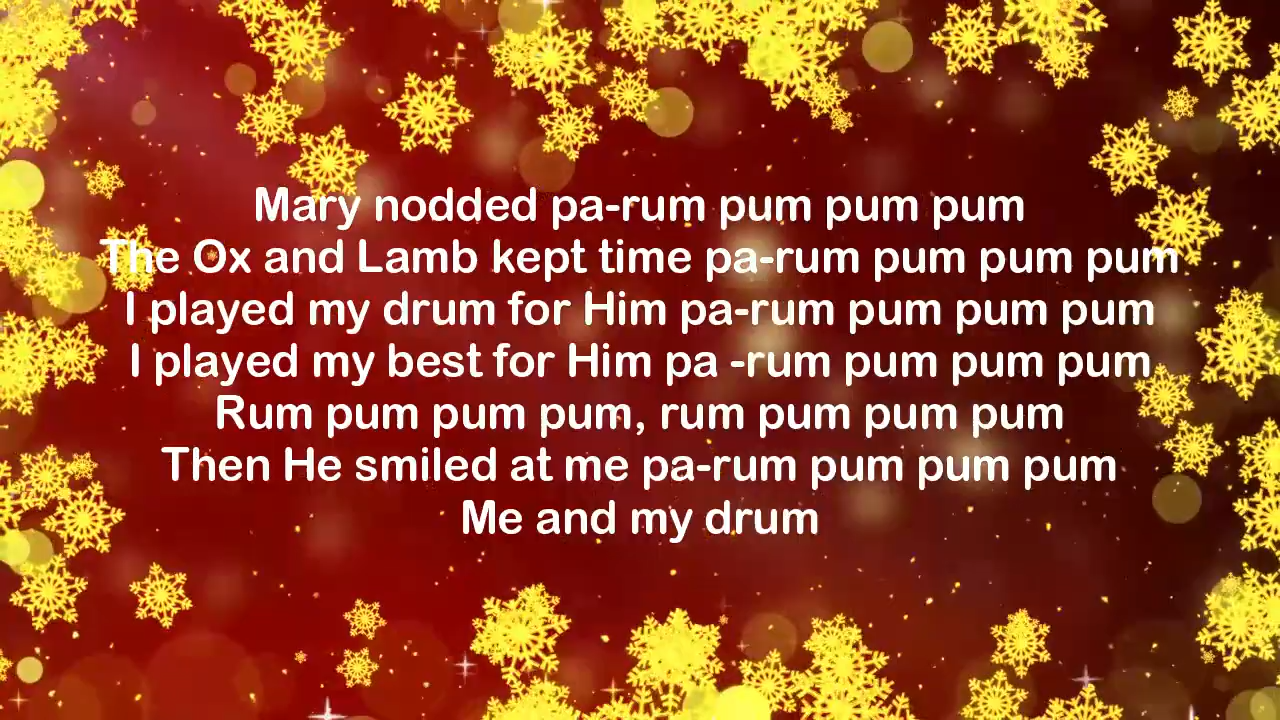 Mary nodded pa-rum pum pum pum
The Ox and Lamb kept time pa-rum pum pum pum
I played my drum for Him pa-rum pum pum pum
I played my best for Him pa -rum pum pum pum
Rum pum pum pum, rum pum pum pum
Then He smiled at me pa-rum pum pum pum
Me and my drum